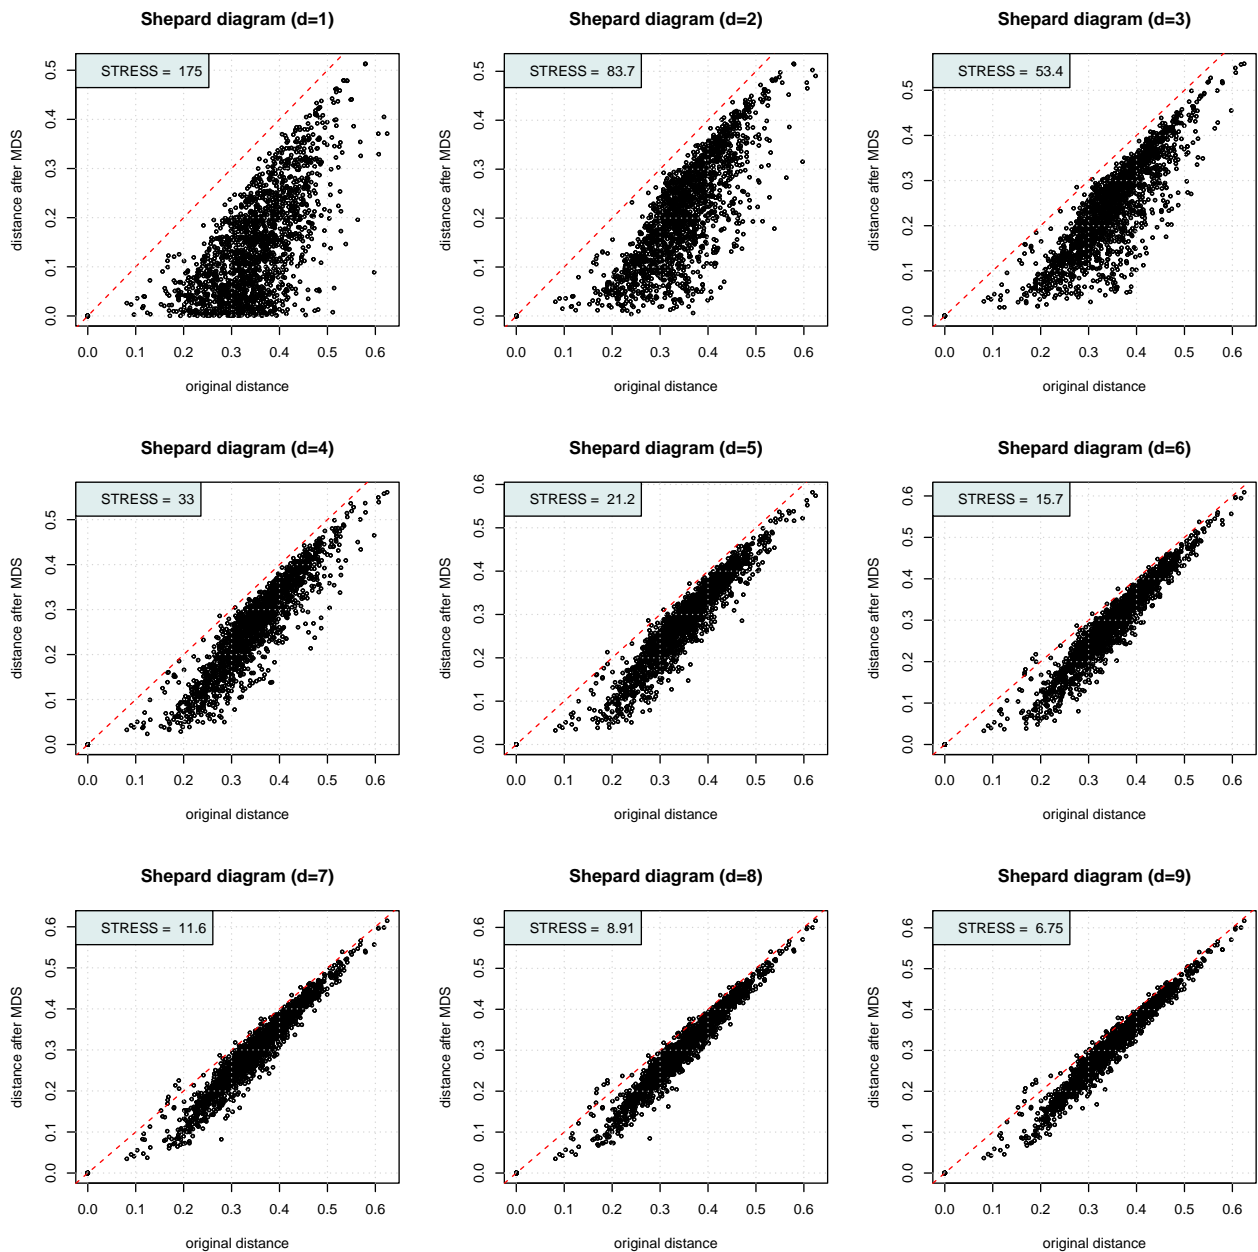 Shepard diagram (d=1)
STRESS = 175
distance after MDS
0.0 0.1 0.2 0.3 0.4 0.5
0.0 0.1 0.2 0.3 0.4 0.5 0.6
original distance
Shepard diagram (d=2)
STRESS = 83.7
distance after MDS
0.0 0.1 0.2 0.3 0.4 0.5
0.0 0.1 0.2 0.3 0.4 0.5 0.6
original distance
Shepard diagram (d=3)
STRESS = 53.4
distance after MDS
0.0 0.1 0.2 0.3 0.4 0.5
0.0 0.1 0.2 0.3 0.4 0.5 0.6
original distance
Shepard diagram (d=4)
STRESS = 33
distance after MDS
0.0 0.1 0.2 0.3 0.4 0.5
0.0 0.1 0.2 0.3 0.4 0.5 0.6
original distance
Shepard diagram (d=5)
STRESS = 21.2
distance after MDS
0.0 0.1 0.2 0.3 0.4 0.5 0.6
0.0 0.1 0.2 0.3 0.4 0.5 0.6
original distance
Shepard diagram (d=6)
STRESS = 15.7
distance after MDS
0.0 0.1 0.2 0.3 0.4 0.5 0.6
0.0 0.1 0.2 0.3 0.4 0.5 0.6
original distance
Shepard diagram (d=7)
STRESS = 11.6
distance after MDS
0.0 0.1 0.2 0.3 0.4 0.5 0.6
0.0 0.1 0.2 0.3 0.4 0.5 0.6
original distance
Shepard diagram (d=8)
STRESS = 8.91
distance after MDS
0.0 0.1 0.2 0.3 0.4 0.5 0.6
0.0 0.1 0.2 0.3 0.4 0.5 0.6
original distance
Shepard diagram (d=9)
STRESS = 6.75
distance after MDS
0.0 0.1 0.2 0.3 0.4 0.5 0.6
0.0 0.1 0.2 0.3 0.4 0.5 0.6
original distance